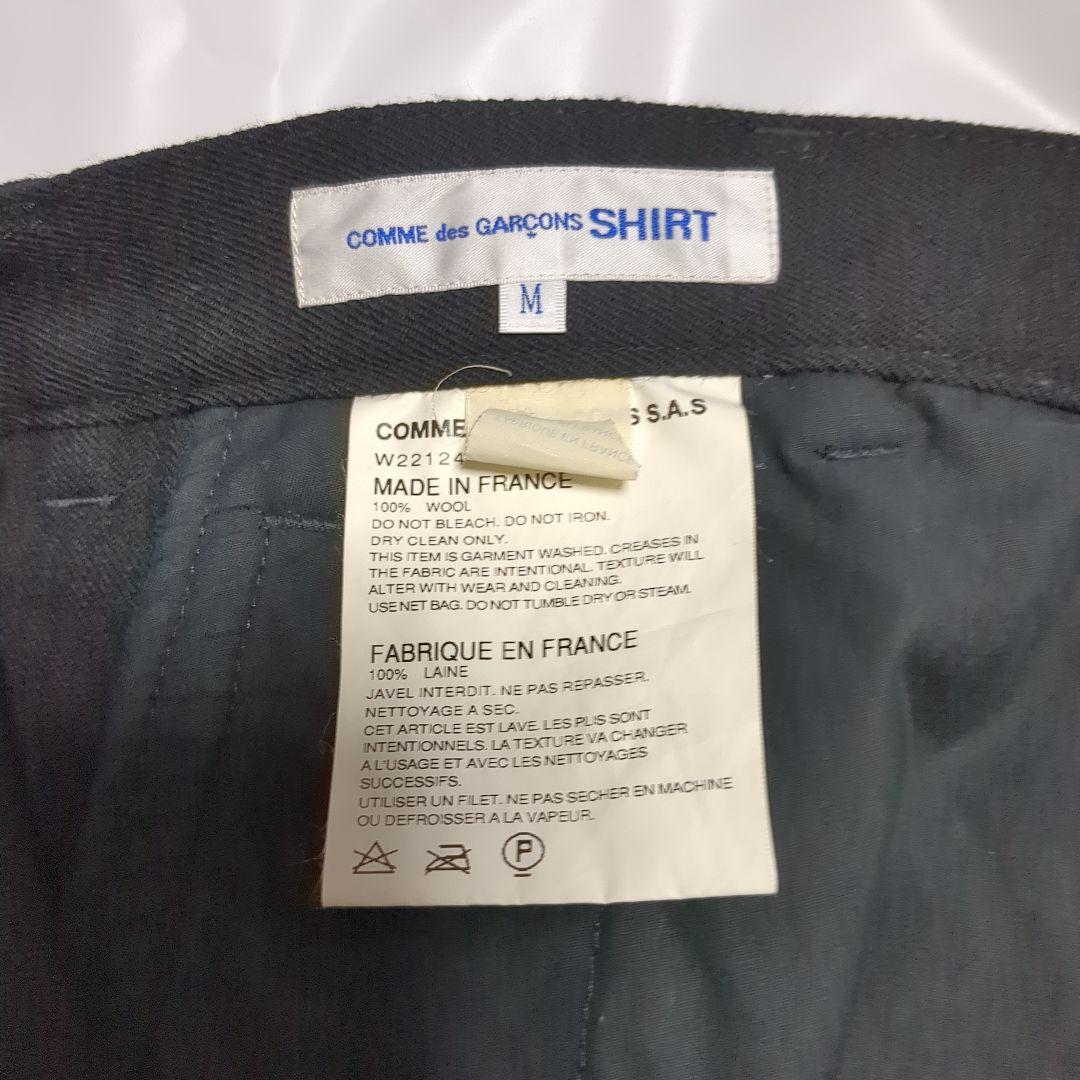 COMME des GARÇONS SHIRT
M
COMME S S.A.S
W22124
FABRIQUE EN FRANCE
MADE IN FRANCE
100% WOOL
DO NOT BLEACH. DO NOT IRON.
DRY CLEAN ONLY.
THIS ITEM IS GARMENT WASHED. CREASES IN
THE FABRIC ARE INTENTIONAL. TEXTURE WILL
ALTER WITH WEAR AND CLEANING.
USE NET BAG. DO NOT TUMBLE DRY OR STEAM.
FABRIQUE EN FRANCE
100% LAINE
JAVEL INTERDIT. NE PAS REPASSER.
NETTOYAGE A SEC.
CET ARTICLE EST LAVE. LES PLIS SONT
INTENTIONNELS. LA TEXTURE VA CHANGER
A L'USAGE ET AVEC LES NETTOYAGES
SUCCESSIFS.
UTILISER UN FILET. NE PAS SECHER EN MACHINE
OU DEFROISSER A LA VAPEUR.
P